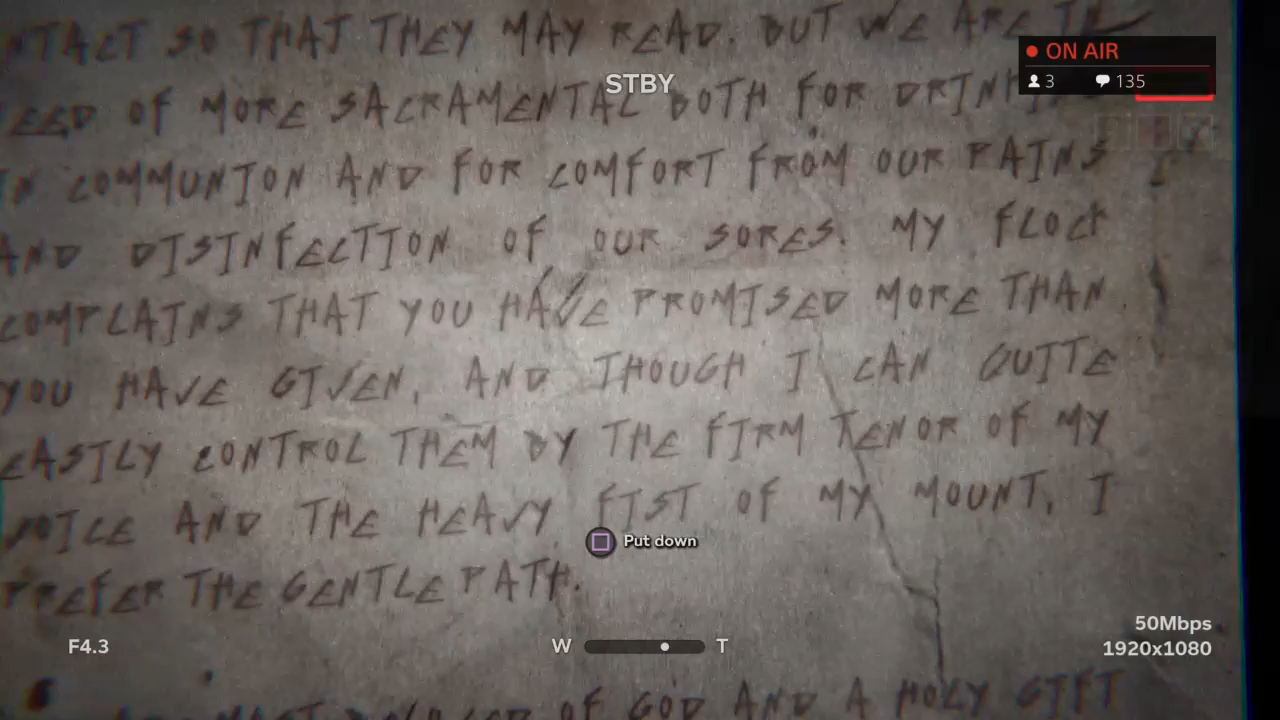 NTACT SO THAT THEY MAY READ. BUT WE ARE IN
ON AIR
3 135
STBY
EED OF MORE SACRAMENTAL BOTH FOR DRINKING
IN COMMUNION AND FOR COMFORT FROM OUR PAINS
AND DISINFECTION OF OUR SORES. MY FLOCK
COMPLAINS THAT YOU HAVE PROMISED MORE THAN
YOU HAVE GIVEN, AND THOUGH I CAN QUITE
EASILY CONTROL THEM BY THE FIRM TENOR OF MY
VOICE AND THE HEAVY FIST OF MY MOUNT, I
Put down
PREFER THE GENTLE PATH.
50Mbps
F4.3 W T 1920x1080
OF GOD AND A HOLY GIFT